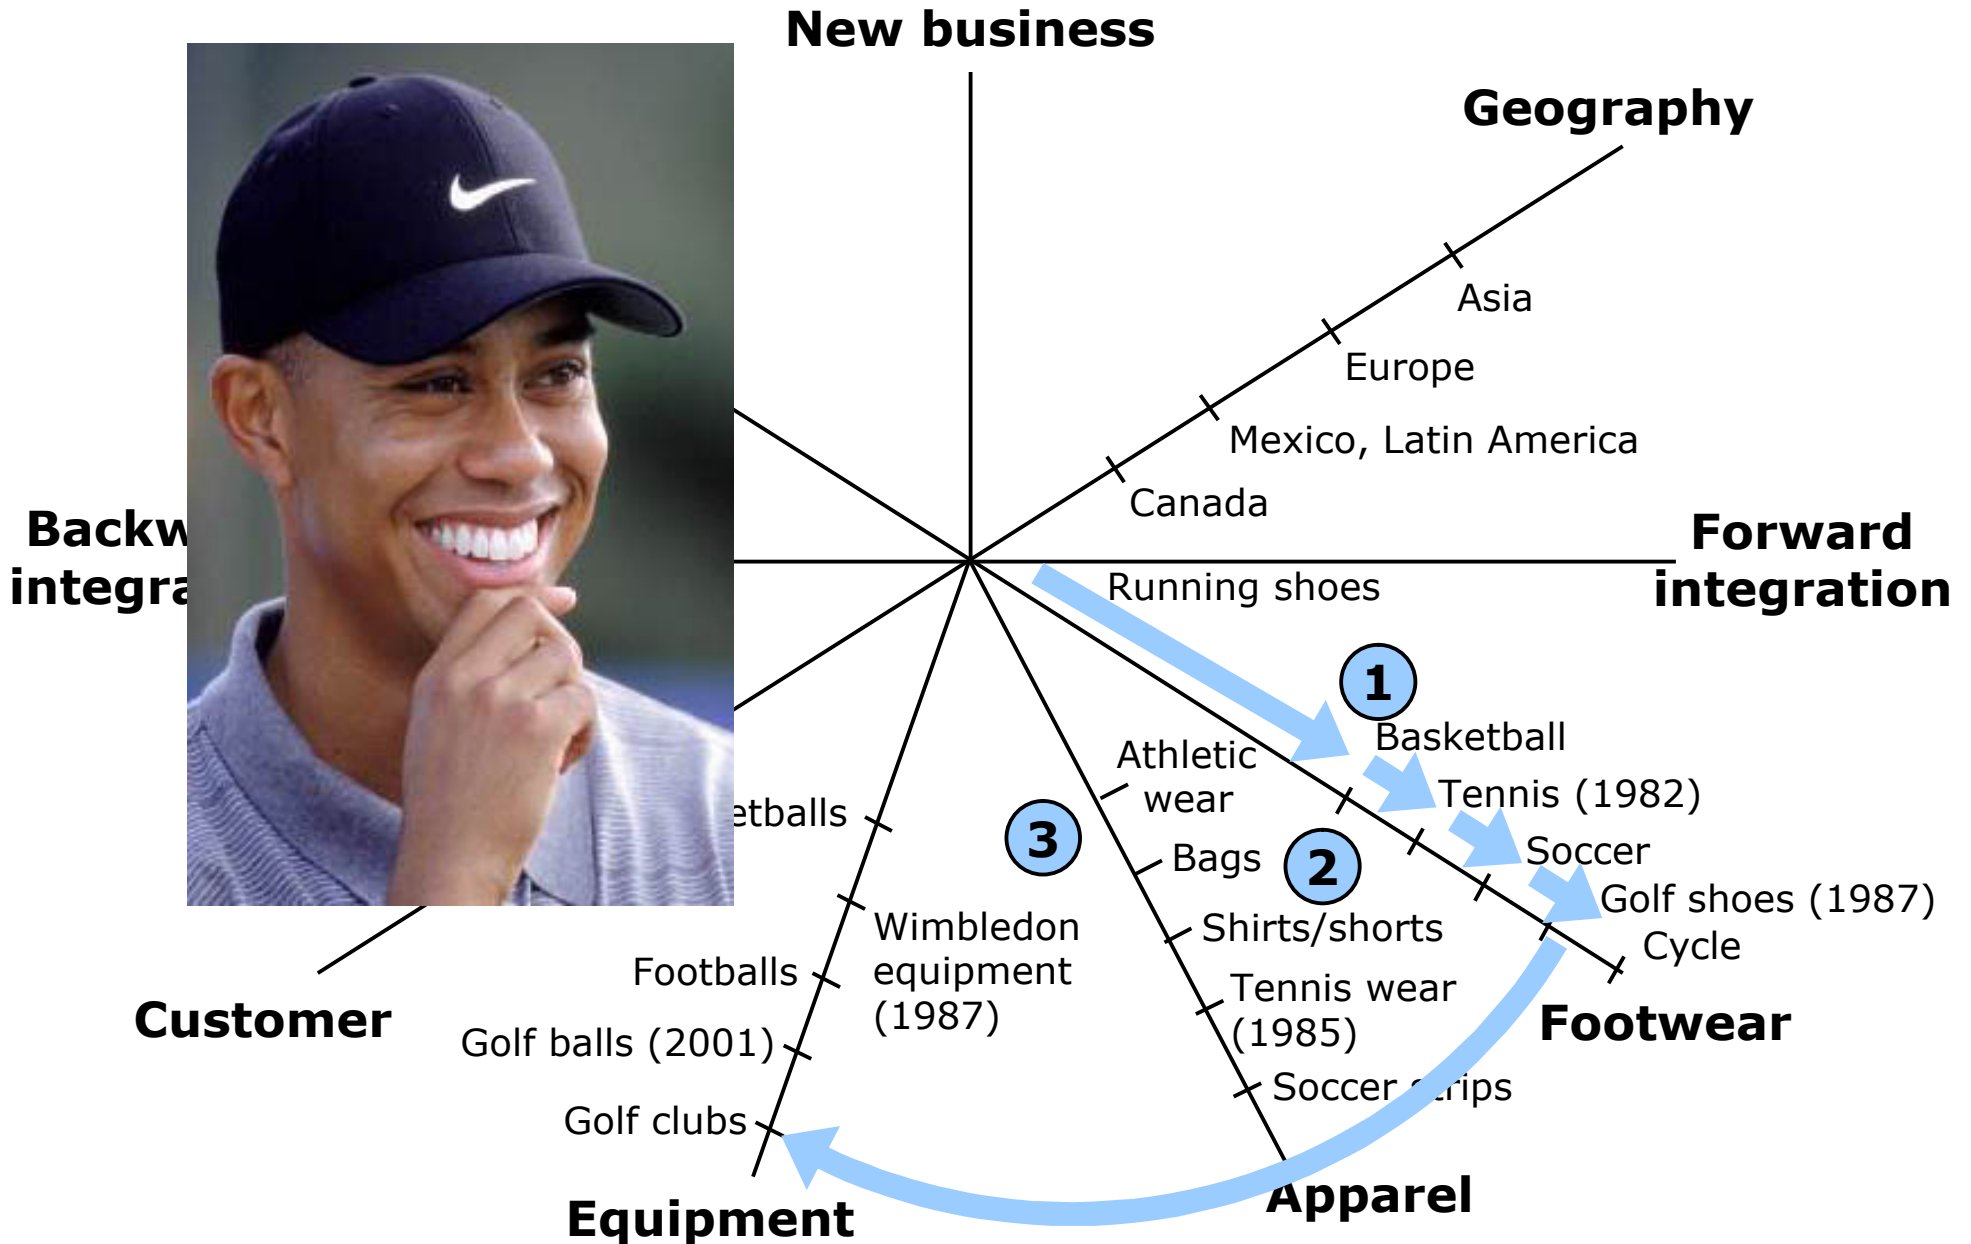 New business
Geography
Asia
Europe
Mexico, Latin America
Canada
Forward
integration
Running shoes
1
Basketball
Tennis (1982)
Soccer
Golf shoes (1987)
Cycle
Footwear
Athletic
wear
Bags
2
Shirts/shorts
Tennis wear
(1985)
Soccer
Apparel
3
Wimbledon
equipment
(1987)
Footballs
Golf balls (2001)
Golf clubs
Equipment
Customer